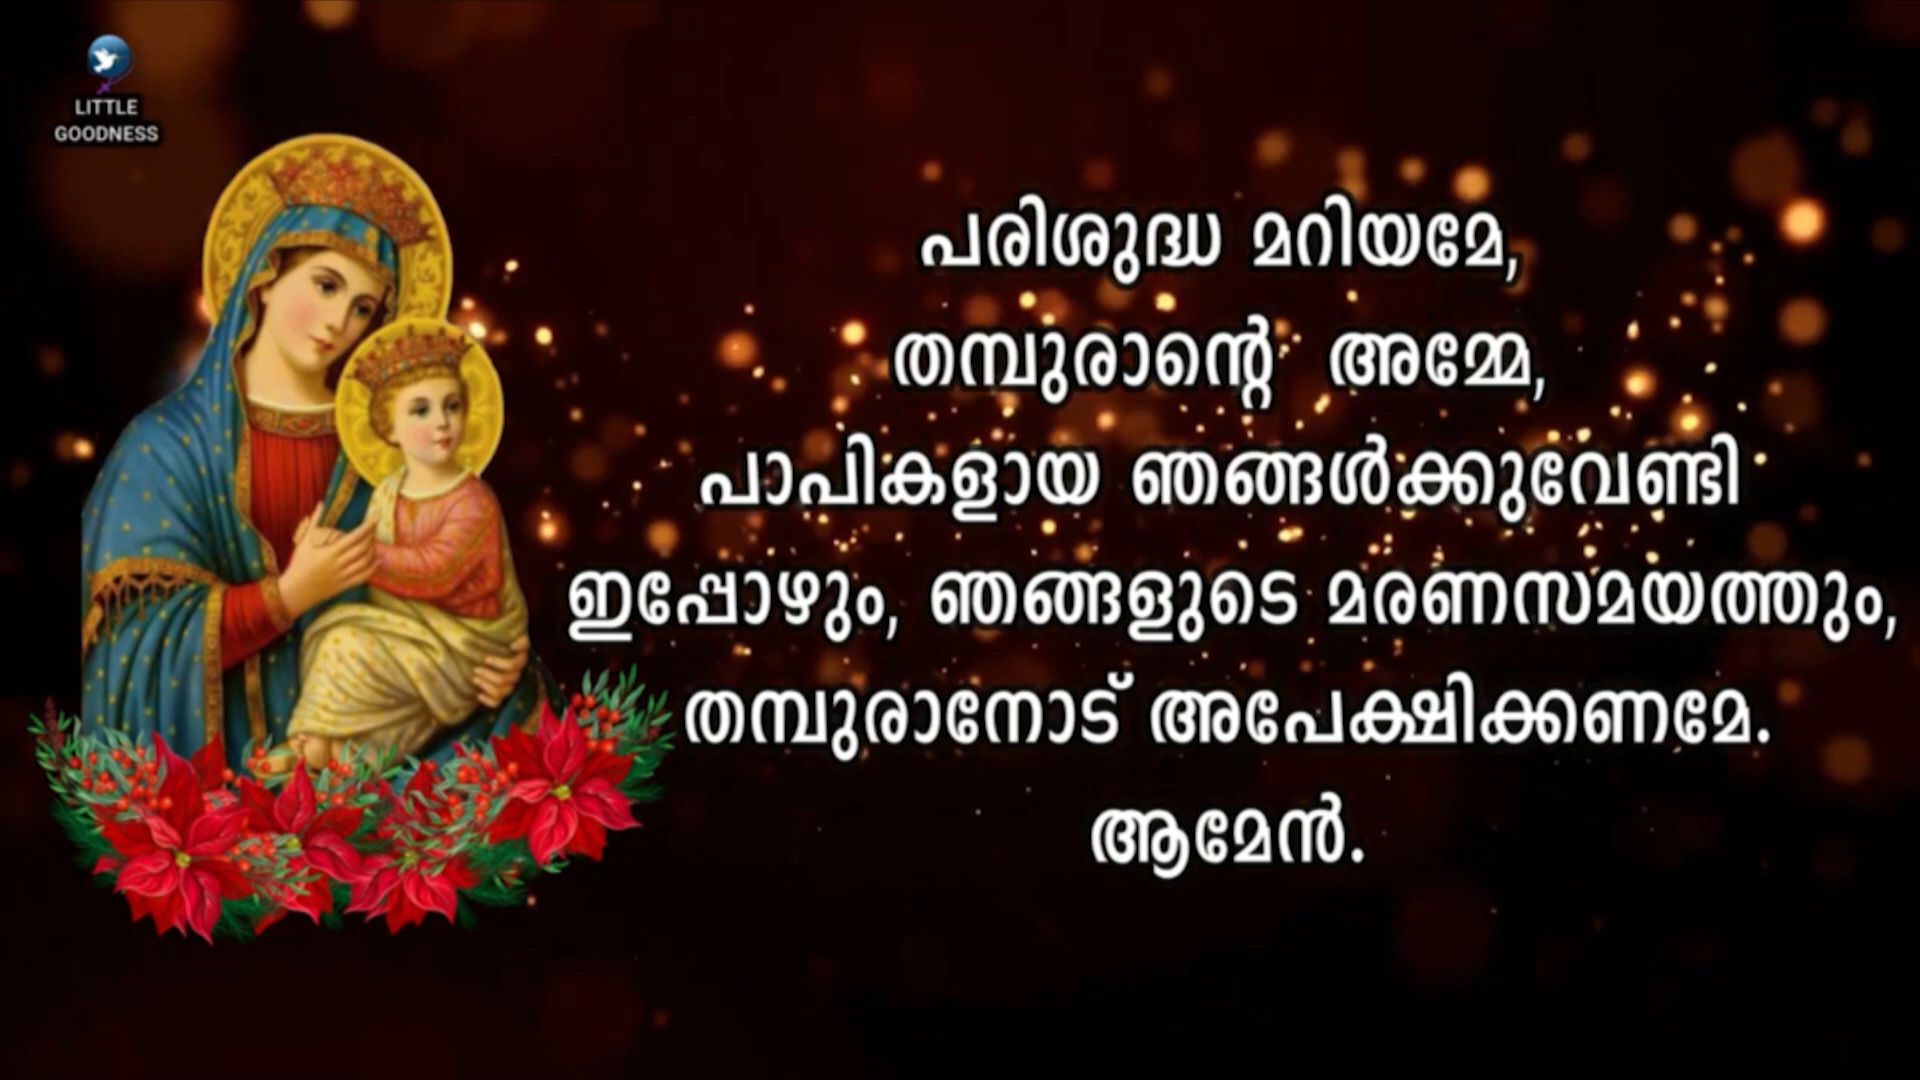 LITTLE
GOODNESS
പരിശുദ്ധ മറിയമേ,
തമ്പുരാന്റെ അമ്മേ,
പാപികളായ ഞങ്ങൾക്കുവേണ്ടി
ഇപ്പോഴും, ഞങ്ങളുടെ മരണസമയത്തും,
തമ്പുരാനോട് അപേക്ഷിക്കണമേ.
ആമേൻ.